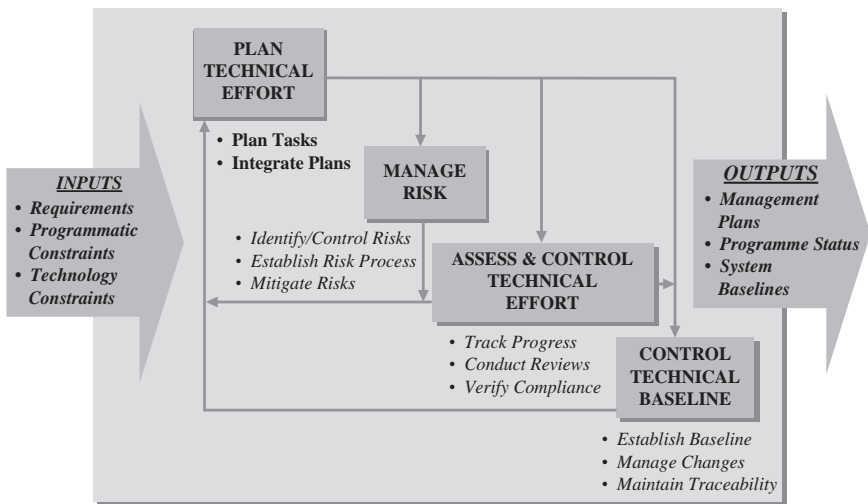 PLAN
TECHNICAL
EFFORT
• Plan Tasks
• Integrate Plans
INPUTS
• Requirements
• Programmatic
Constraints
• Technology
Constraints
MANAGE
RISK
• Identify/Control Risks
• Establish Risk Process
• Mitigate Risks
ASSESS & CONTROL
TECHNICAL
EFFORT
• Track Progress
• Conduct Reviews
• Verify Compliance
CONTROL
TECHNICAL
BASELINE
• Establish Baseline
• Manage Changes
• Maintain Traceability
OUTPUTS
• Management
Plans
• Programme Status
• System
Baselines